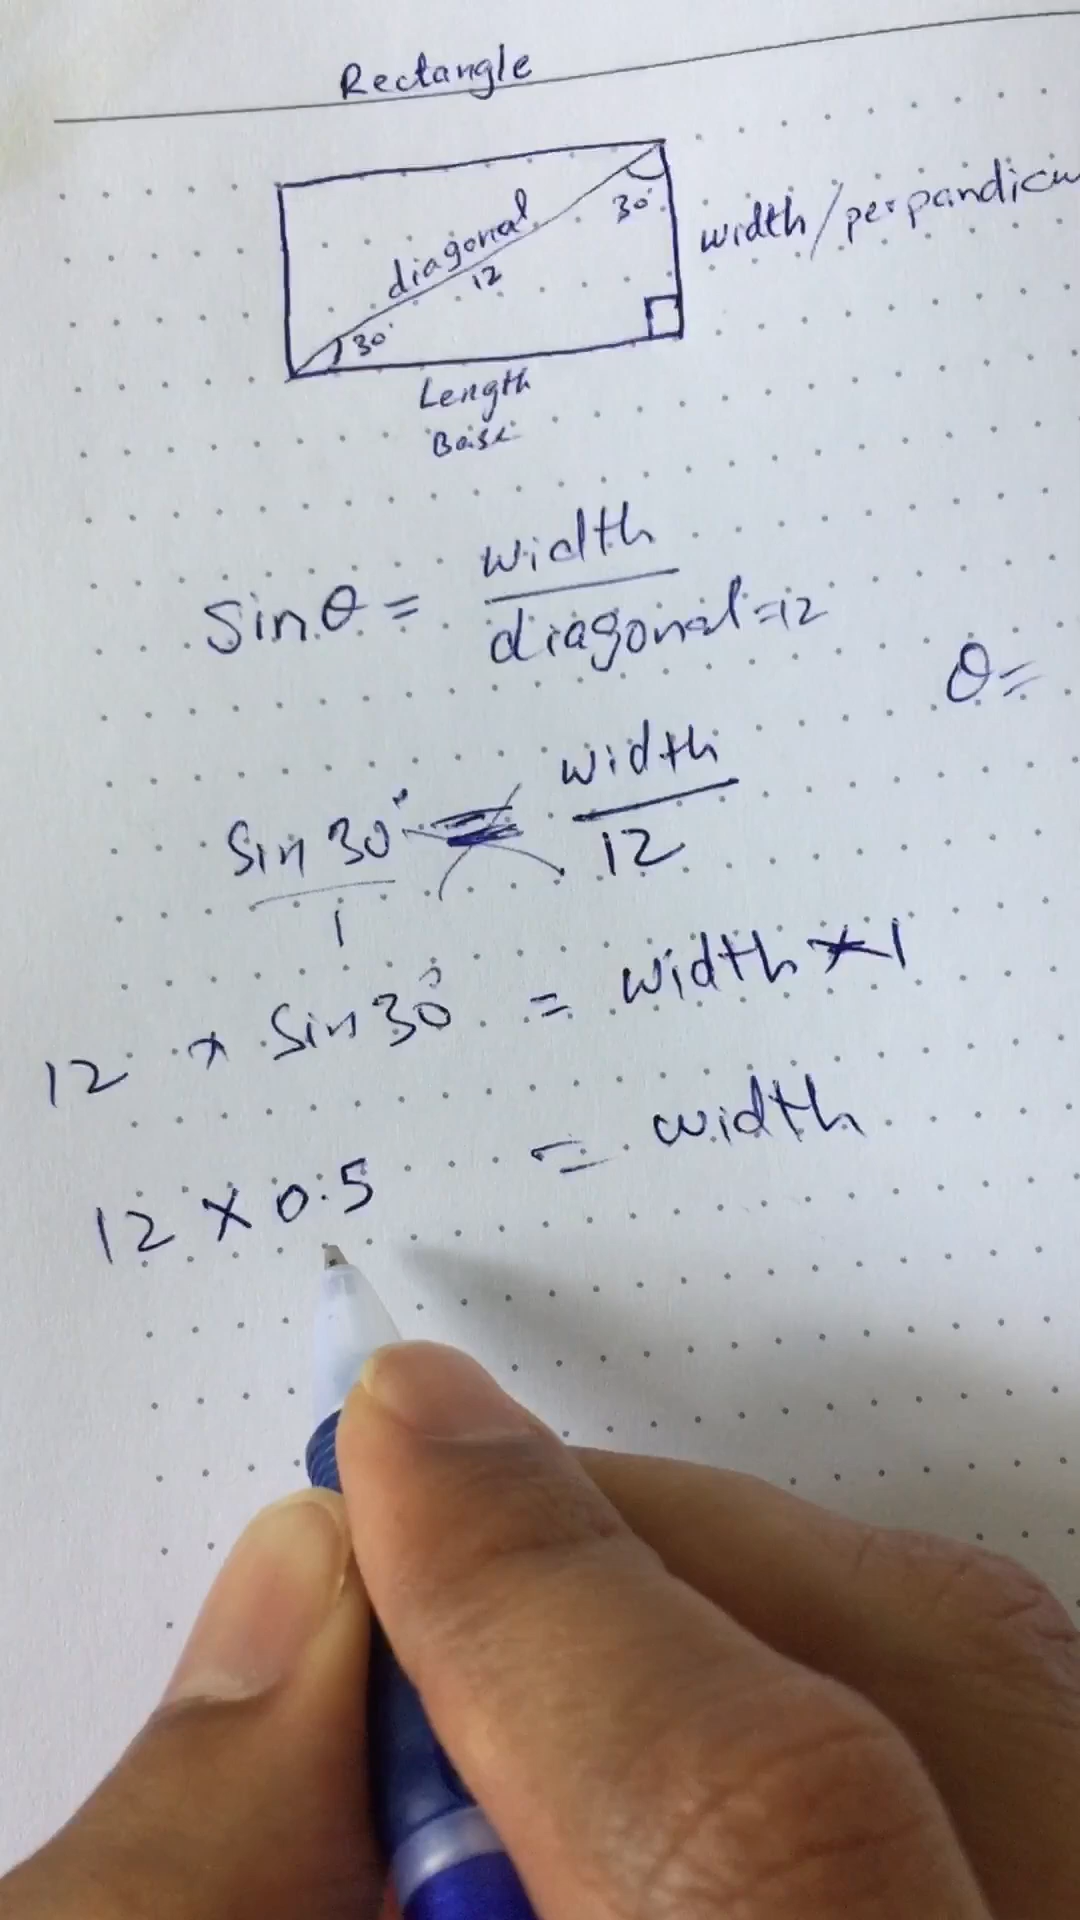 Rectangle
diagonal
12
30°
width/perpandicu
30°
Length
Base
sin θ = width
diagonal=12
θ=
sin 30° = width
1 12
12 × sin 30° = width × 1
12 × 0.5 = width